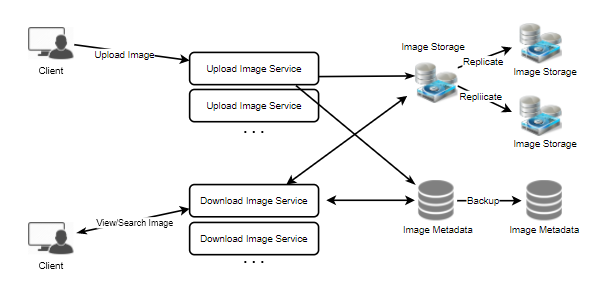 Client
Upload Image
Upload Image Service
Upload Image Service
. . .
Image Storage
Replicate
Image Storage
Repliicate
Image Storage
Client
View/Search Image
Download Image Service
Download Image Service
. . .
Image Metadata
Backup
Image Metadata